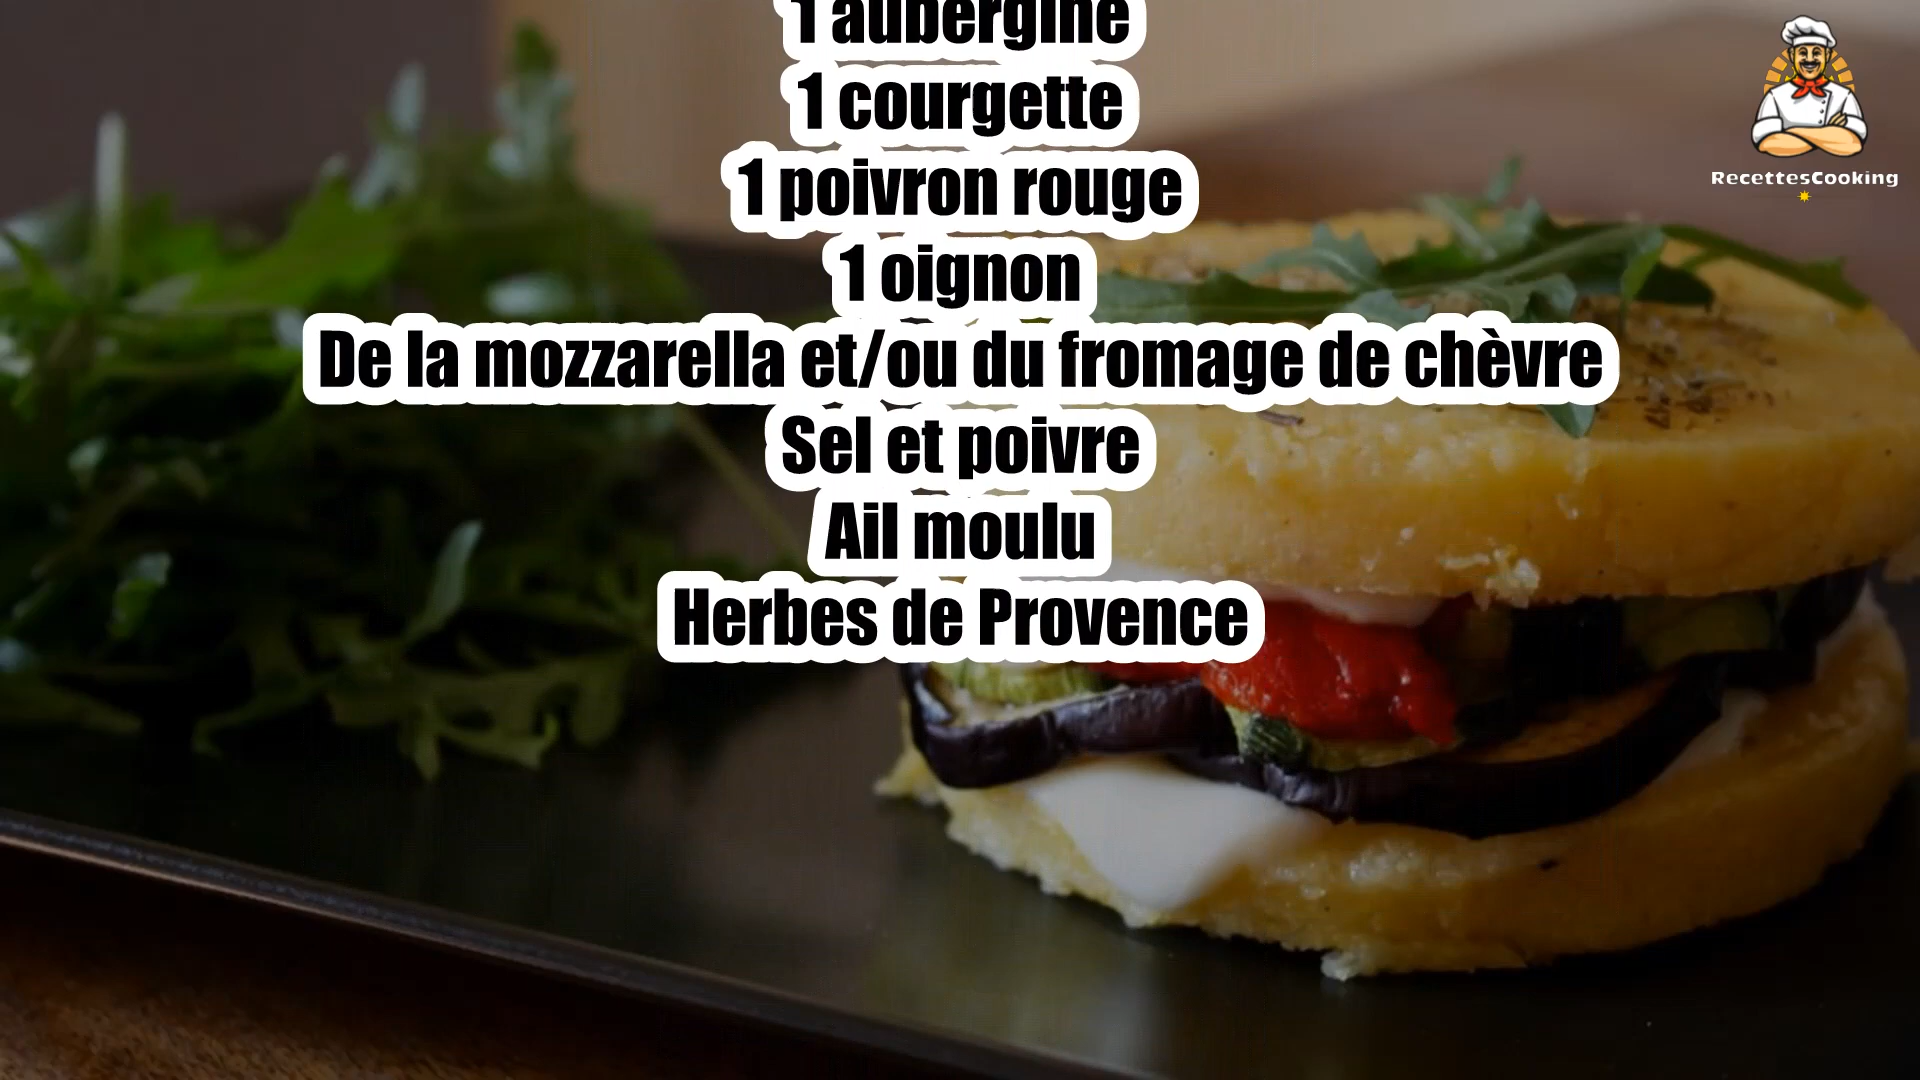 1 aubergine
1 courgette
1 poivron rouge
1 oignon
De la mozzarella et/ou du fromage de chèvre
Sel et poivre
Ail moulu
Herbes de Provence
RecettesCooking